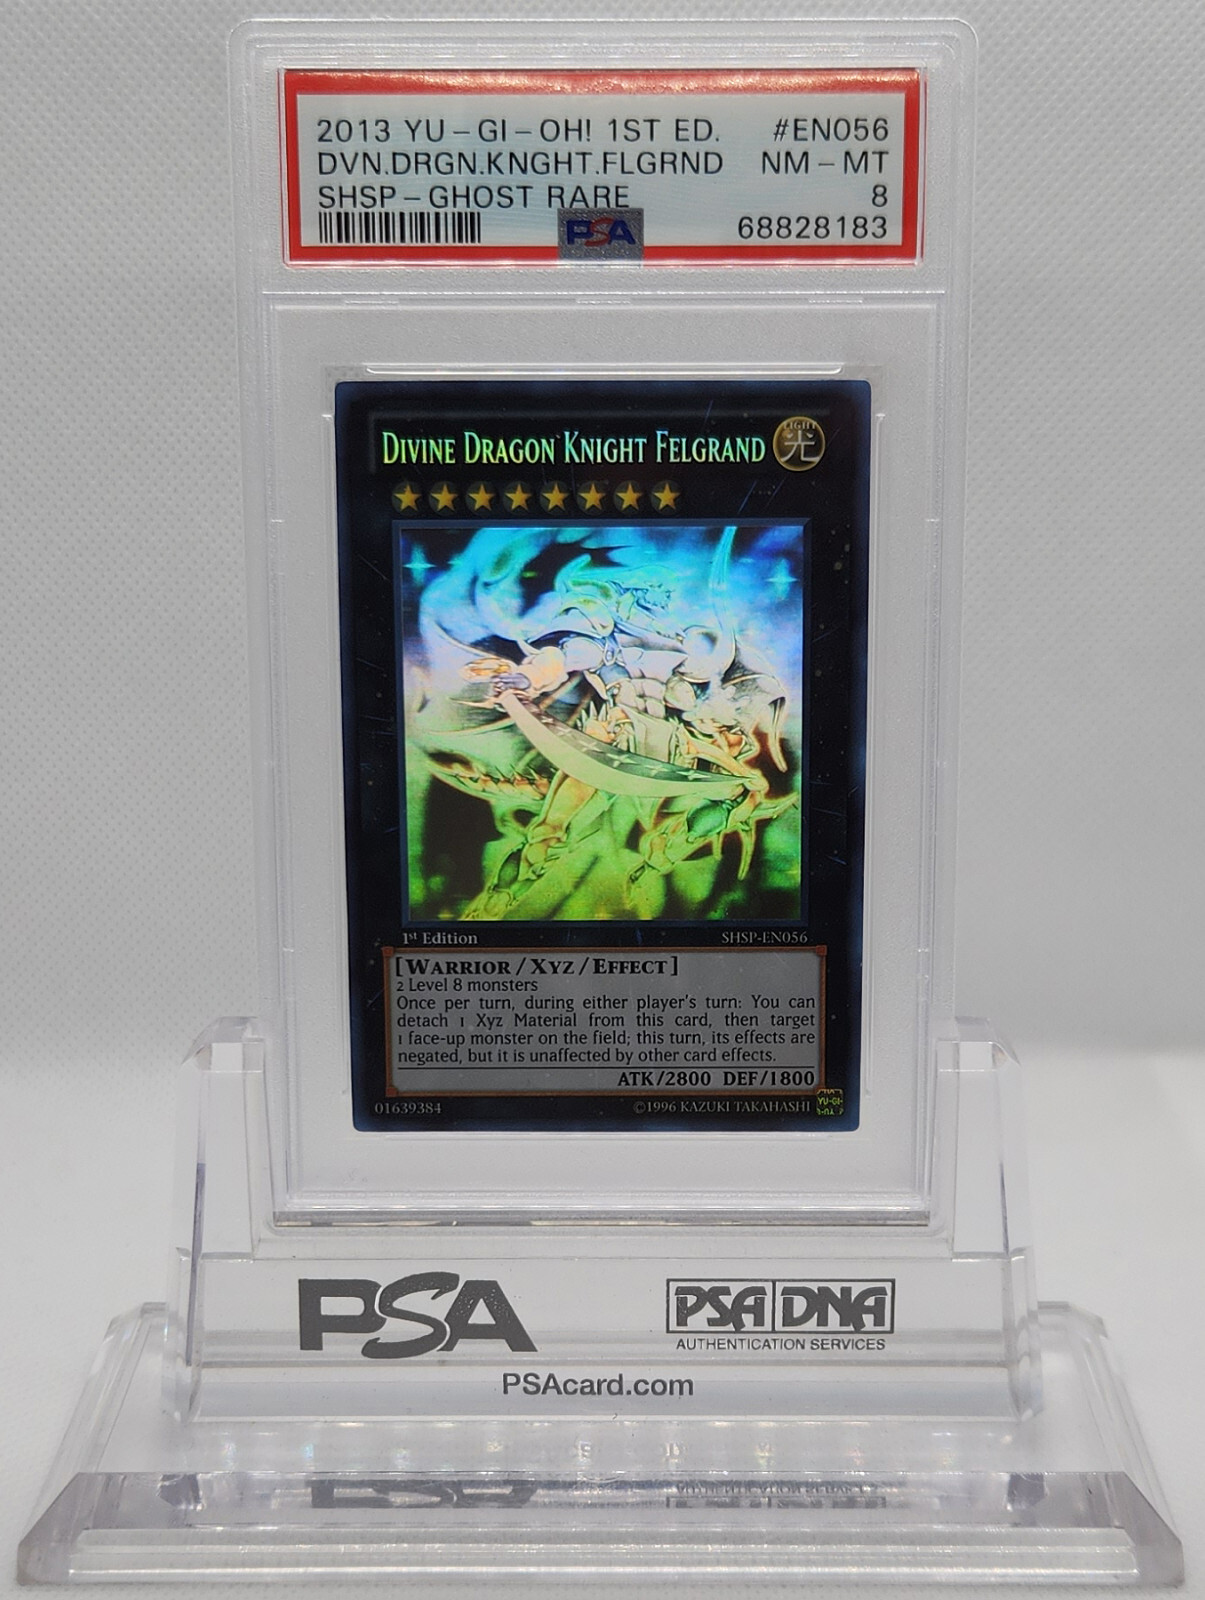 2013 YU-GI-OH! 1ST ED. #EN056
DVN.DRGN.KNGHT.FLGRND NM-MT
SHSP-GHOST RARE 8
PSA 68828183
DIVINE DRAGON KNIGHT FELGRAND
LIGHT
光
1st Edition SHSP-EN056
[WARRIOR/XYZ/EFFECT]
2 Level 8 monsters
Once per turn, during either player's turn: You can
detach 1 Xyz Material from this card, then target
1 face-up monster on the field; this turn, its effects are
negated, but it is unaffected by other card effects.
ATK/2800 DEF/1800
01639384 ©1996 KAZUKI TAKAHASHI
YU-GI-
PSA PSA DNA
AUTHENTICATION SERVICES
PSAcard.com